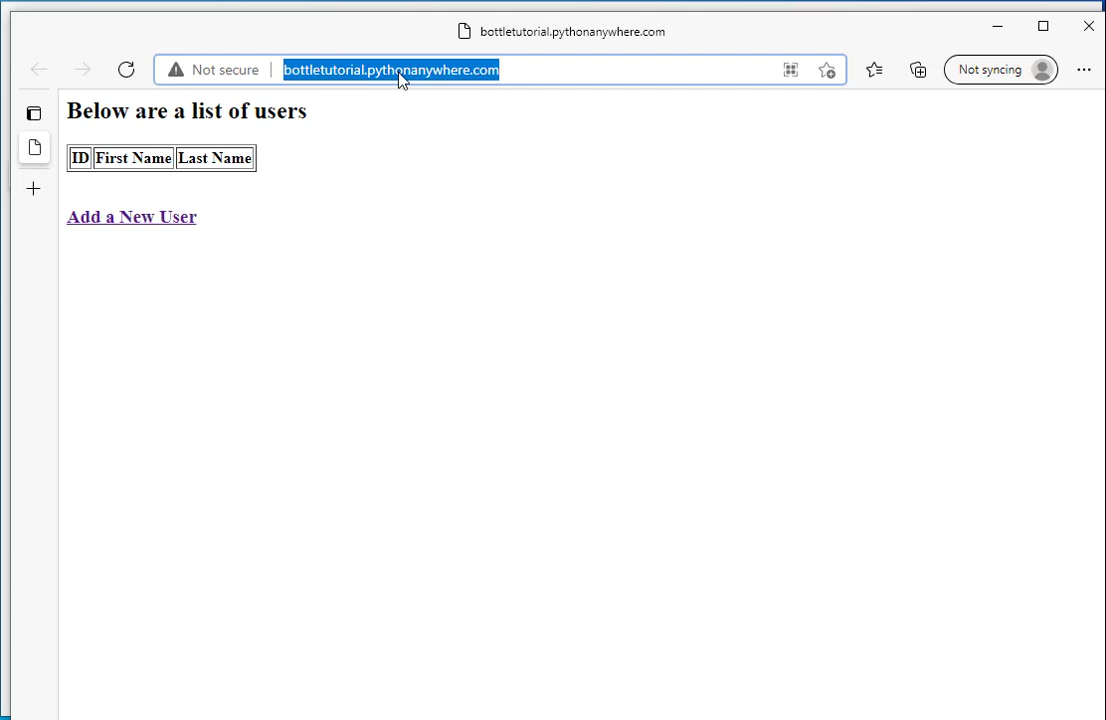 bottletutorial.pythonanywhere.com
Not secure | bottletutorial.pythonanywhere.com
Not syncing
Below are a list of users
ID First Name Last Name
Add a New User